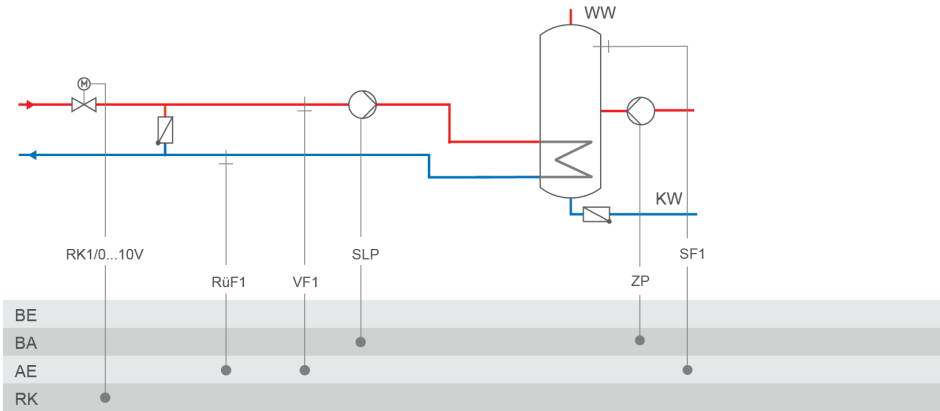 WW
M
KW
RK1/0...10V
SLP
SF1
RüF1
VF1
ZP
BE
BA
AE
RK